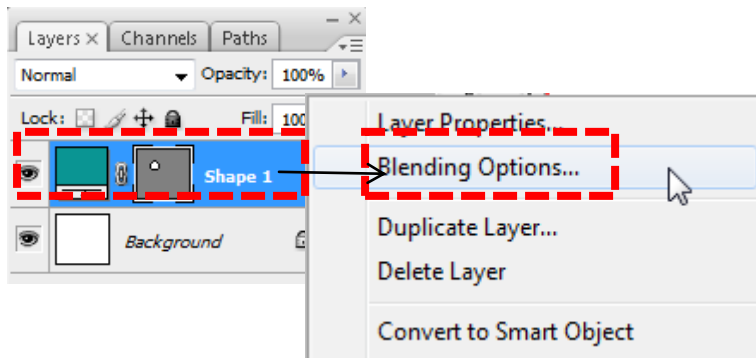 Layers × Channels Paths
Normal Opacity: 100%
Lock: Fill: 100
Shape 1
Background
Layer Properties...
Blending Options...
Duplicate Layer...
Delete Layer
Convert to Smart Object